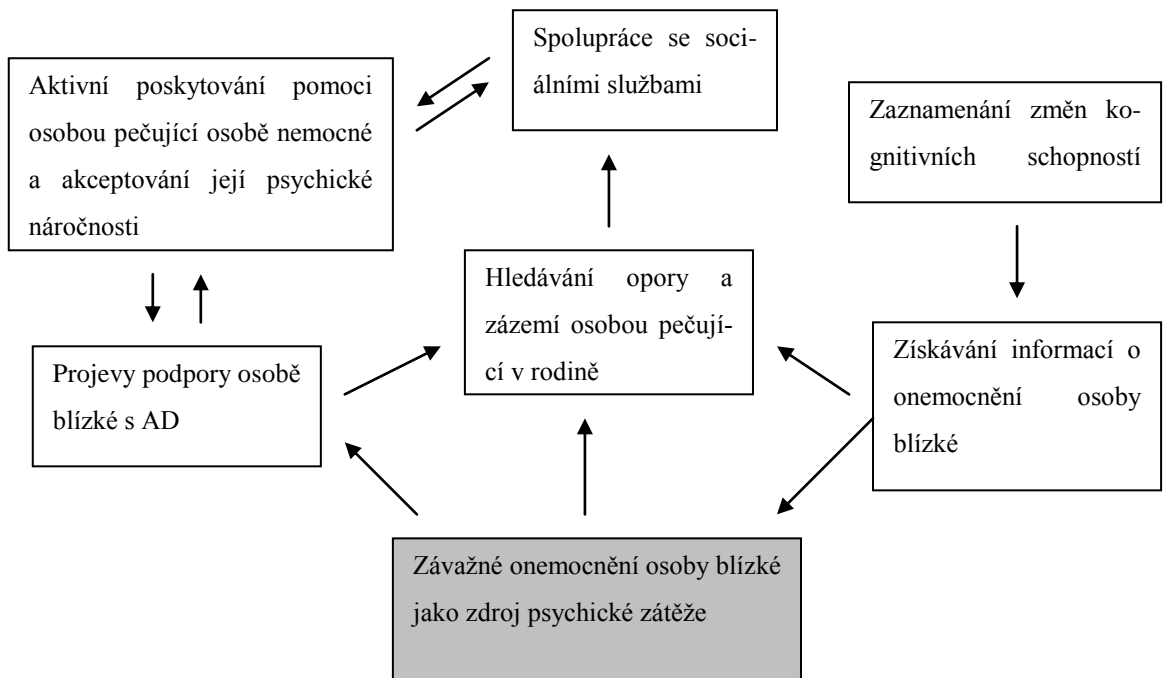 Spolupráce se soci-
álními službami
Aktivní poskytování pomoci
osobou pečující osobě nemocné
a akceptování její psychické
náročnosti
Zaznamenání změn ko-
gnitivních schopností
Hledávání opory a
zázemí osobou pečují-
cí v rodině
Projevy podpory osobě
blízké s AD
Získávání informací o
onemocnění osoby
blízké
Závažné onemocnění osoby blízké
jako zdroj psychické zátěže